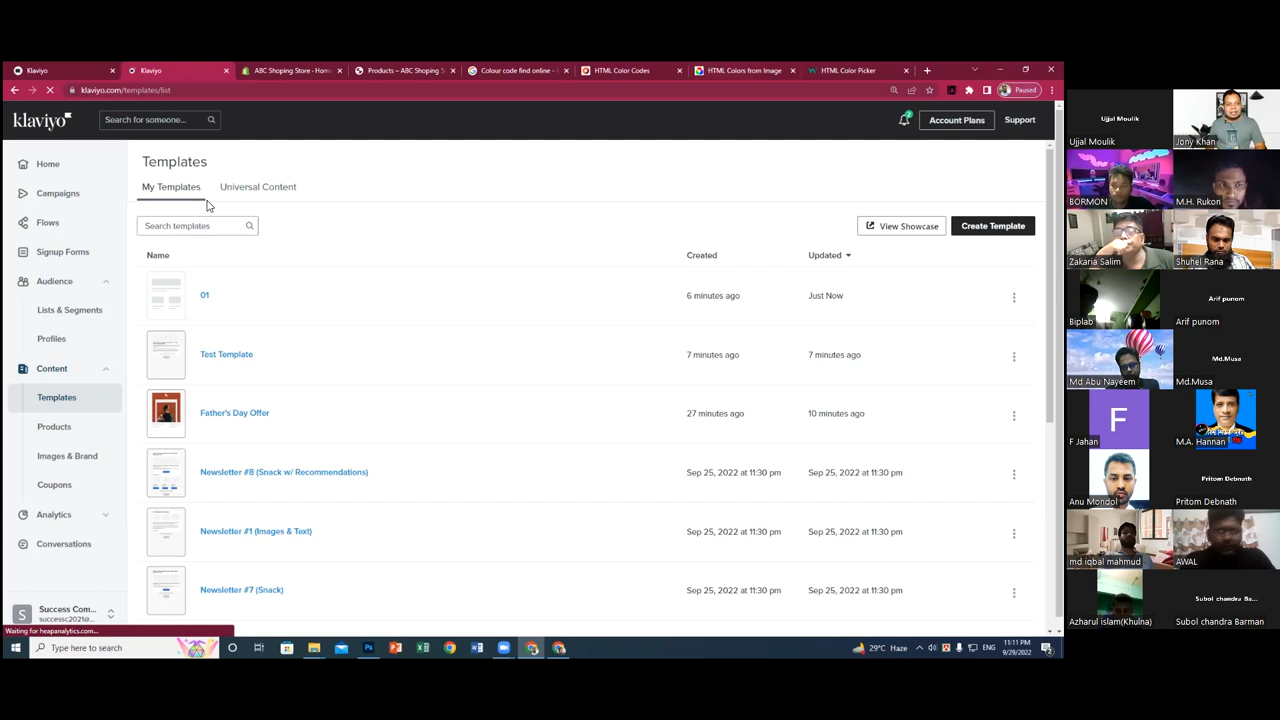 Klaviyo
Klaviyo
ABC Shoping Store - Hom
Products – ABC Shoping S
Colour code find online -
HTML Color Codes
HTML Colors from Image
HTML Color Picker
klaviyo.com/templates/list
Paused
klaviyo
Search for someone...
2
Account Plans
Support
Home
Campaigns
Flows
Signup Forms
Audience
Lists & Segments
Profiles
Content
Templates
Products
Images & Brand
Coupons
Analytics
Conversations
S
Success Com...
successc2021@...
Templates
My Templates
Universal Content
Search templates
View Showcase
Create Template
Name
Created
Updated
01
6 minutes ago
Just Now
Test Template
7 minutes ago
7 minutes ago
Father's Day Offer
27 minutes ago
10 minutes ago
Newsletter #8 (Snack w/ Recommendations)
Sep 25, 2022 at 11:30 pm
Sep 25, 2022 at 11:30 pm
Newsletter #1 (Images & Text)
Sep 25, 2022 at 11:30 pm
Sep 25, 2022 at 11:30 pm
Newsletter #7 (Snack)
Sep 25, 2022 at 11:30 pm
Sep 25, 2022 at 11:30 pm
Waiting for heapanalytics.com...
Type here to search
29°C Haze
ENG
11:11 PM
9/29/2022
2
Ujjal Moulik
Ujjal Moulik
Jony Khan
BORMON
M.H. Rukon
Zakaria Salim
Shuhel Rana
Biplab
Arif punom
Arif punom
Md Abu Nayeem
Md.Musa
Md.Musa
F
F Jahan
M.A. Hannan
Anu Mondol
Pritom Debnath
Pritom Debnath
md iqbal mahmud
AWAL
Azharul islam(Khulna)
Subol chandra Ba...
Subol chandra Barman